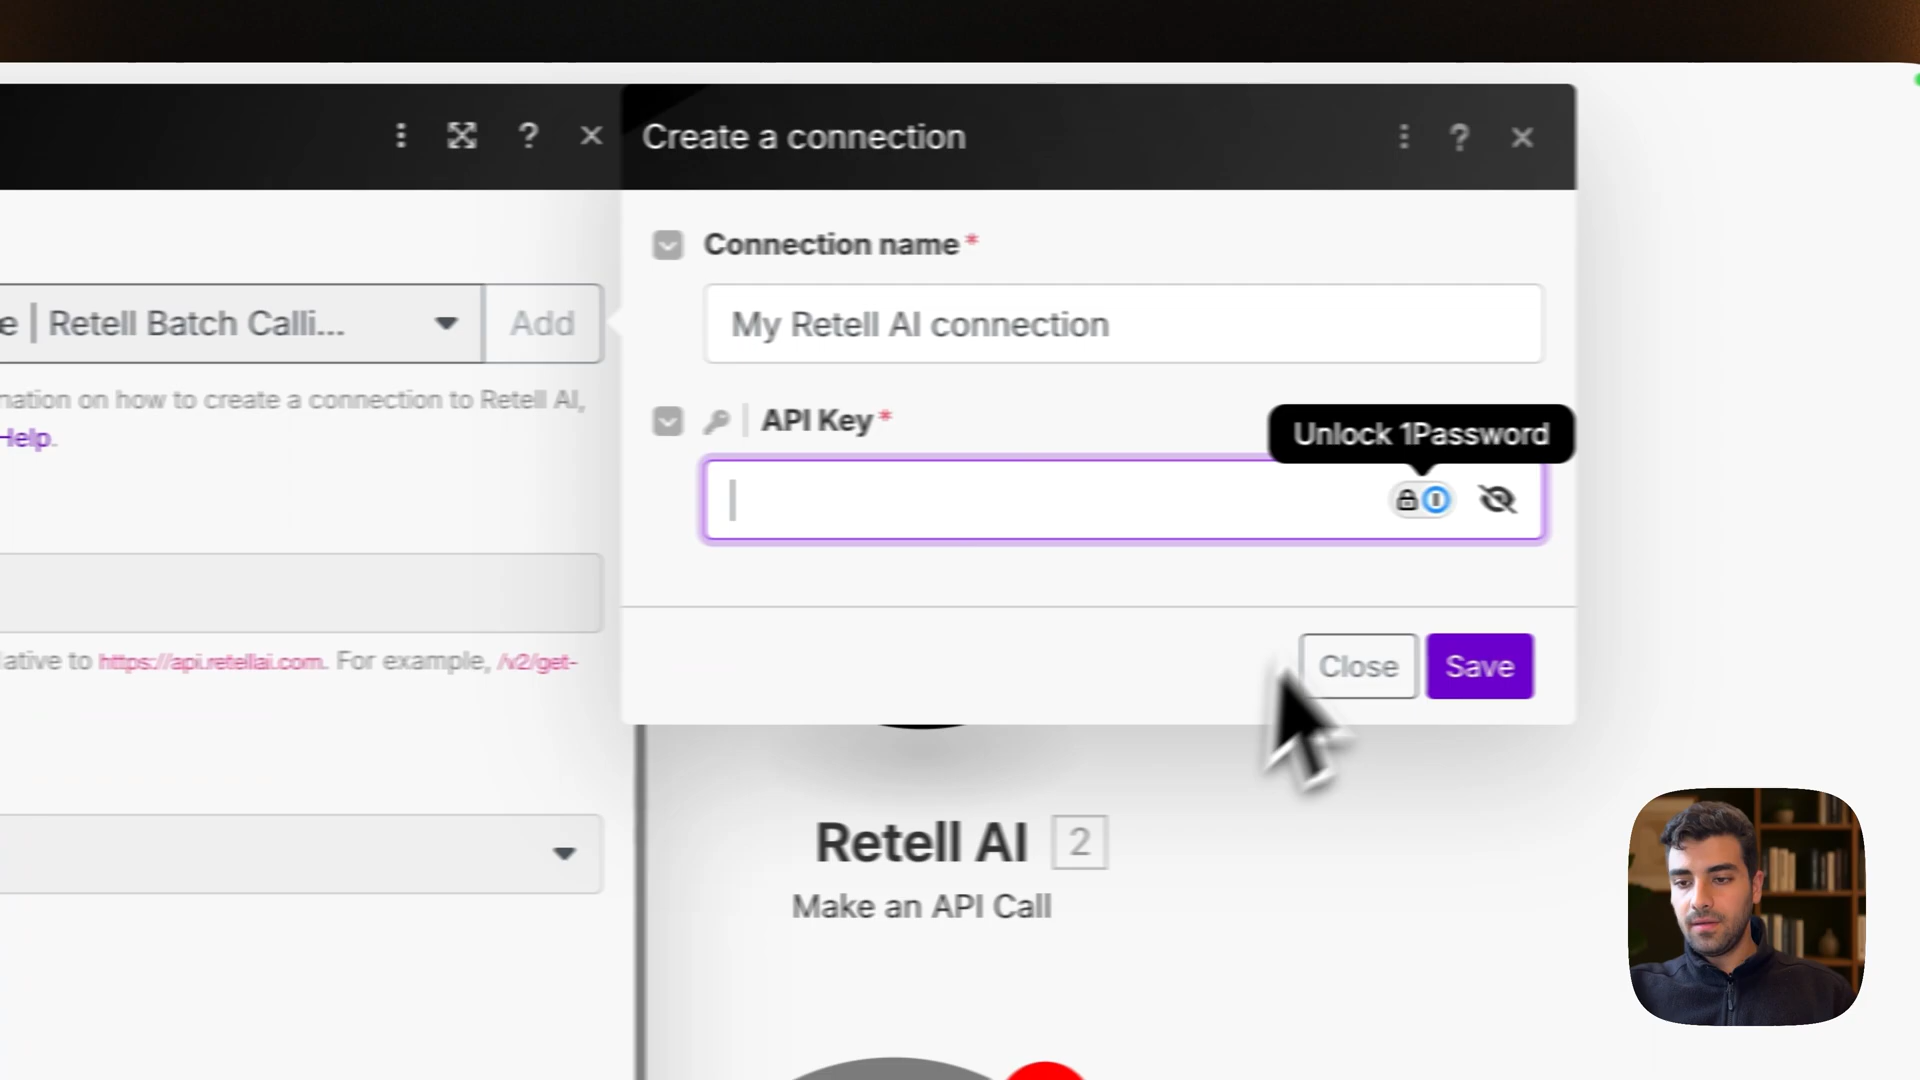 Create a connection
Connection name *
e | Retell Batch Calli...
Add
My Retell AI connection
nation on how to create a connection to Retell AI,
Help.
API Key *
Unlock 1Password
lative to https://api.retellai.com. For example, /v2/get-
Close
Save
Retell AI 2
Make an API Call